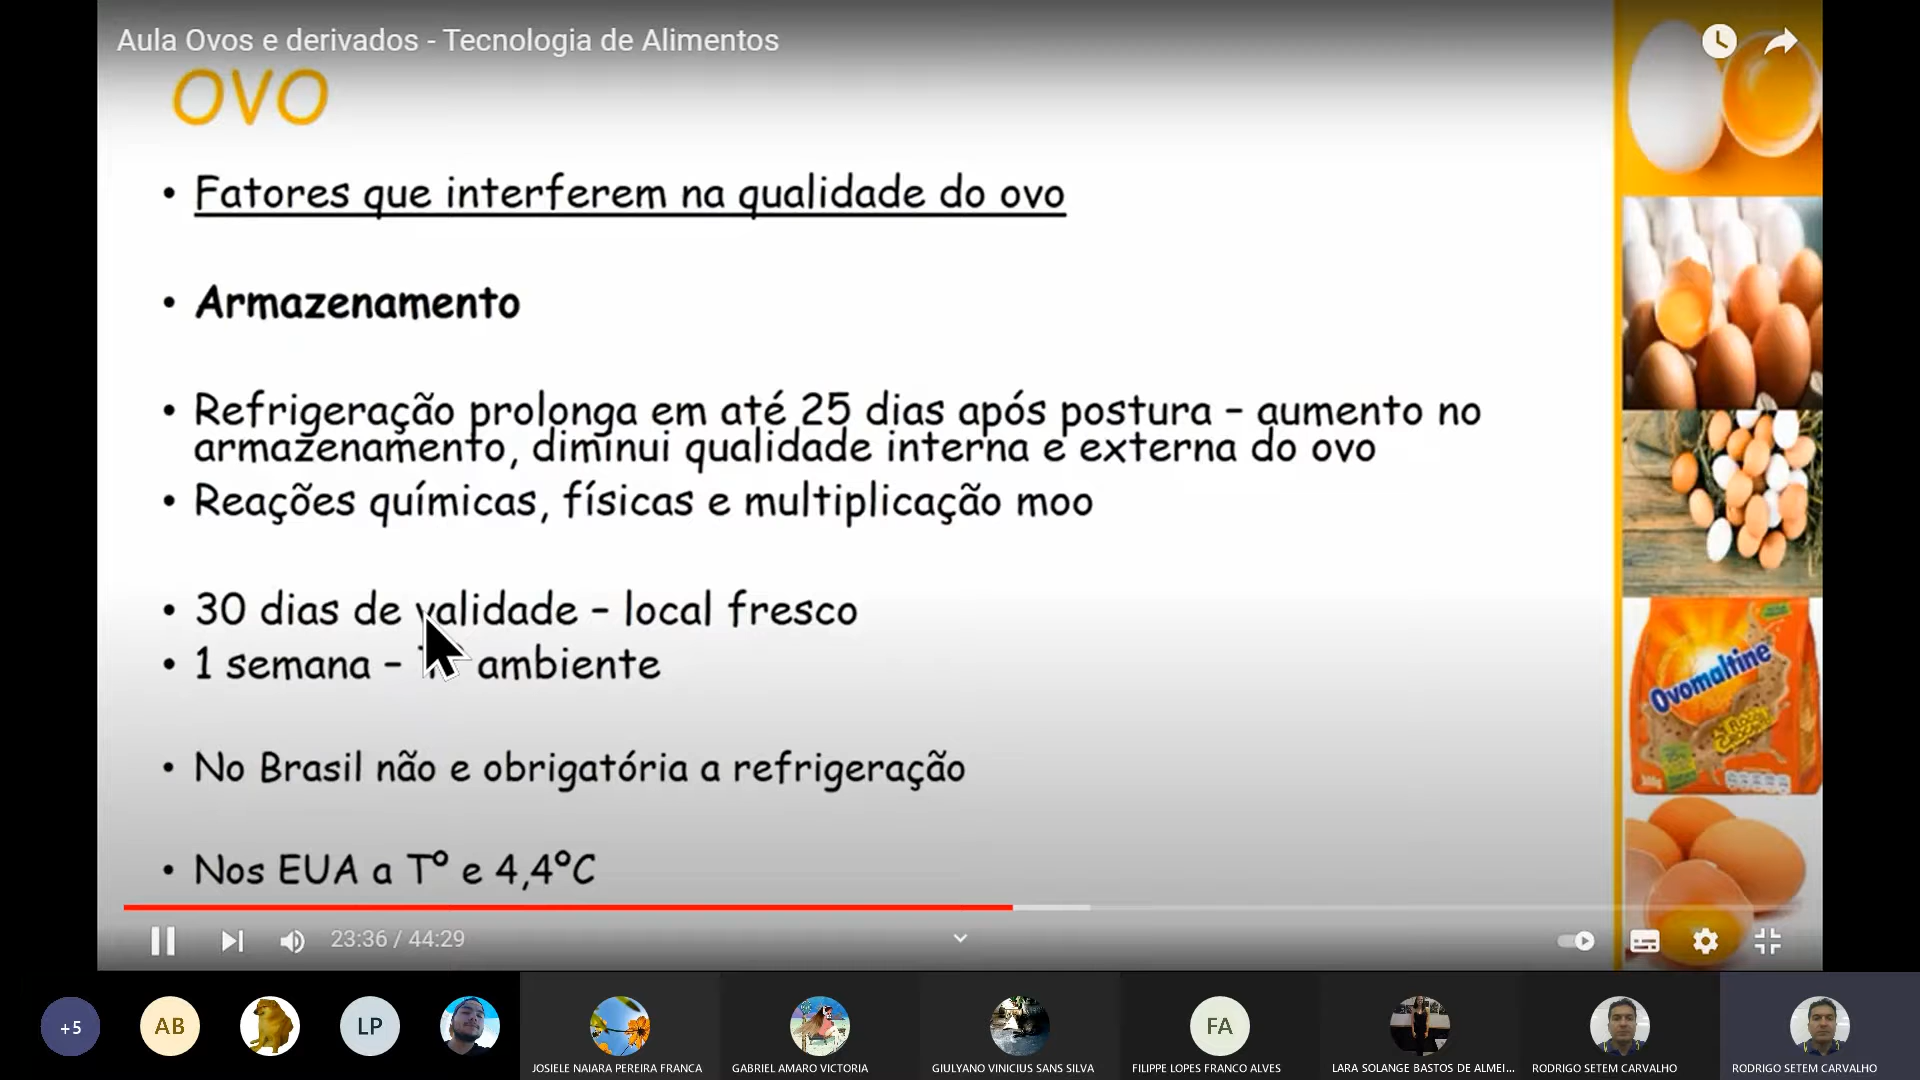 Aula Ovos e derivados - Tecnologia de Alimentos
OVO
• Fatores que interferem na qualidade do ovo
• Armazenamento
• Refrigeração prolonga em até 25 dias após postura – aumento no
armazenamento, diminui qualidade interna e externa do ovo
• Reações químicas, físicas e multiplicação moo
• 30 dias de validade – local fresco
• 1 semana – ambiente
• No Brasil não e obrigatória a refrigeração
• Nos EUA a Tº e 4,4ºC
Ovomaltine
23:36 / 44:29
+5
AB
LP
FA
JOSIELE NAIARA PEREIRA FRANCA
GABRIEL AMARO VICTORIA
GIULYANO VINICIUS SANS SILVA
FILIPPE LOPES FRANCO ALVES
LARA SOLANGE BASTOS DE ALMEI...
RODRIGO SETEM CARVALHO
RODRIGO SETEM CARVALHO